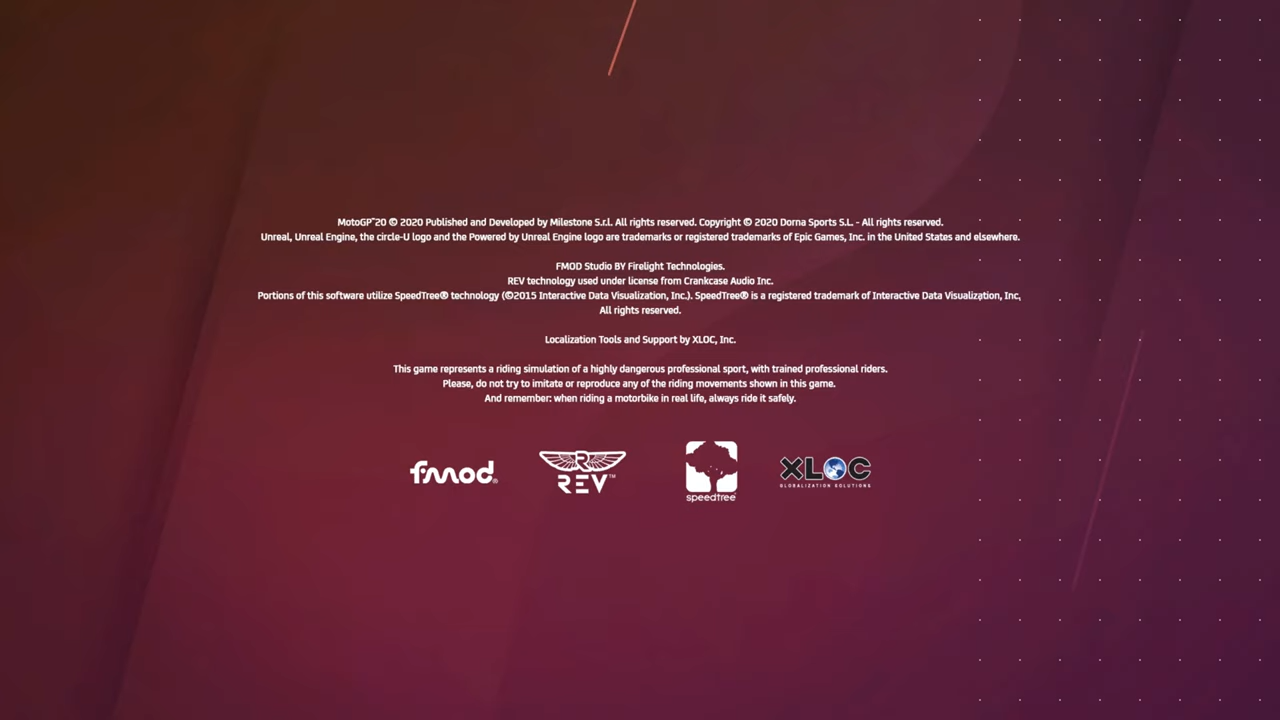 MotoGP™20 © 2020 Published and Developed by Milestone S.r.l. All rights reserved. Copyright © 2020 Dorna Sports S.L. - All rights reserved.
Unreal, Unreal Engine, the circle-U logo and the Powered by Unreal Engine logo are trademarks or registered trademarks of Epic Games, Inc. in the United States and elsewhere.
FMOD Studio BY Firelight Technologies.
REV technology used under license from Crankcase Audio Inc.
Portions of this software utilize SpeedTree® technology (©2015 Interactive Data Visualization, Inc.). SpeedTree® is a registered trademark of Interactive Data Visualization, Inc,
All rights reserved.
Localization Tools and Support by XLOC, Inc.
This game represents a riding simulation of a highly dangerous professional sport, with trained professional riders.
Please, do not try to imitate or reproduce any of the riding movements shown in this game.
And remember: when riding a motorbike in real life, always ride it safely.
fmod®
R
REV™
speedtree
XLOC
GLOBALIZATION SOLUTIONS